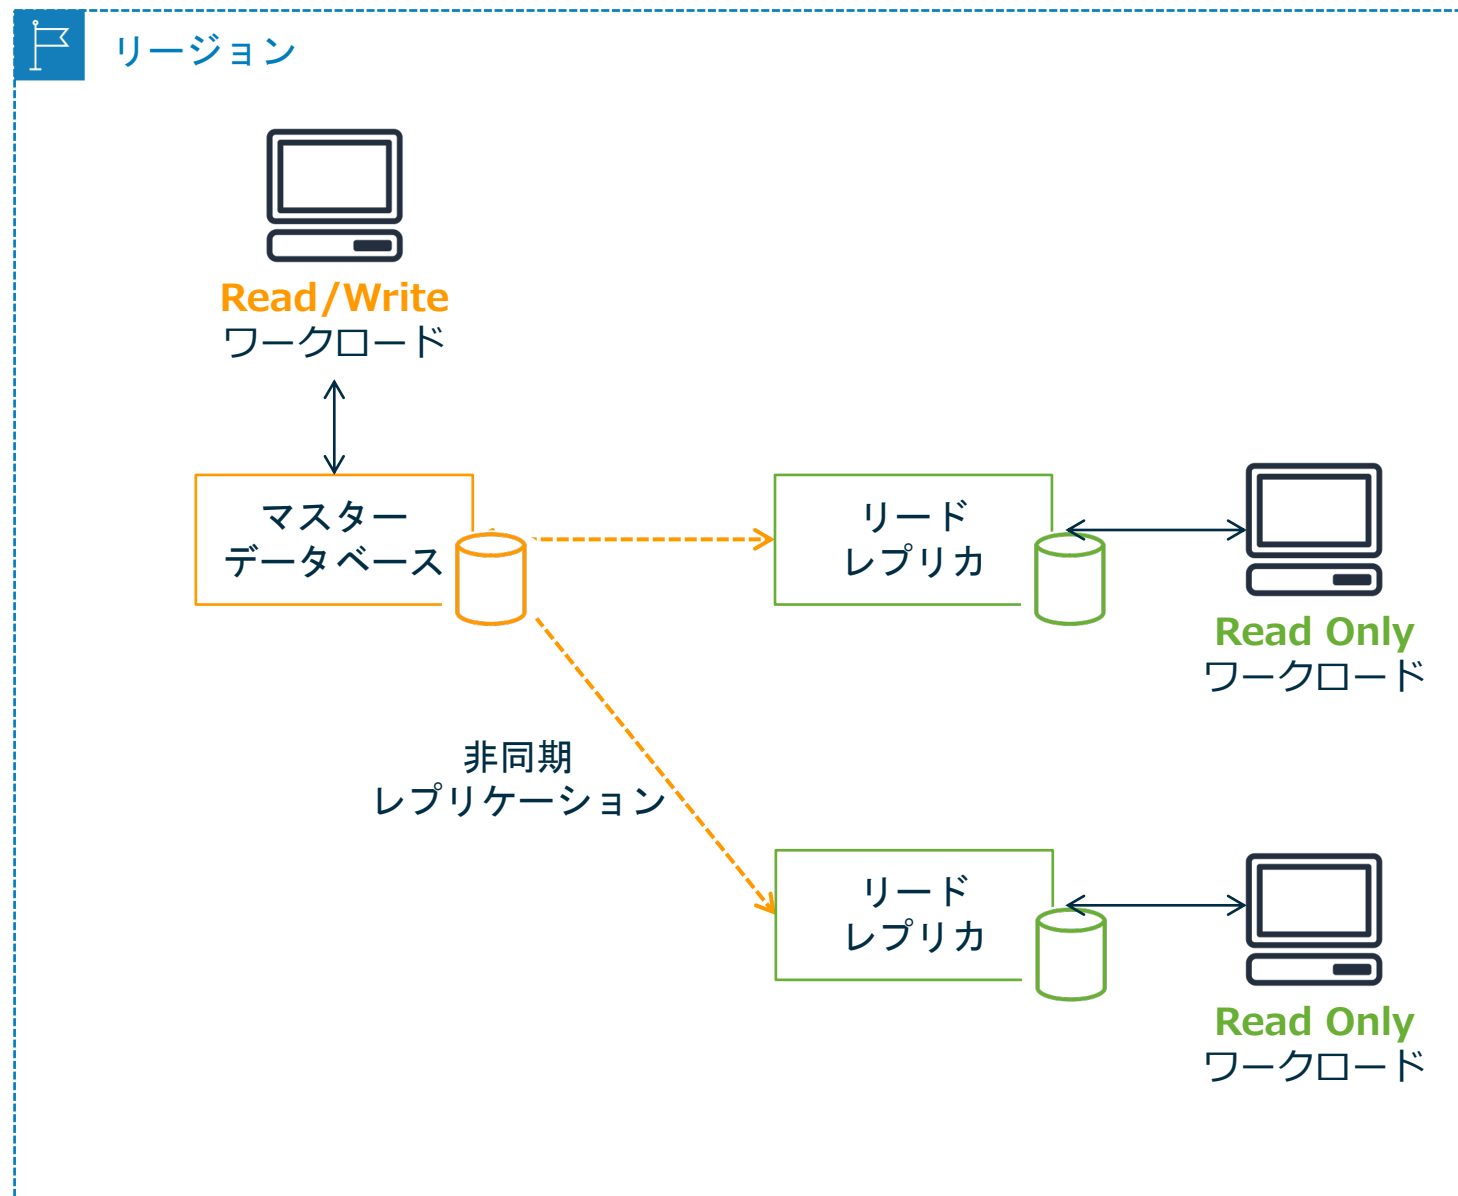 リージョン
Read/Write
ワークロード
マスター
データベース
リード
レプリカ
Read Only
ワークロード
非同期
レプリケーション
リード
レプリカ
Read Only
ワークロード